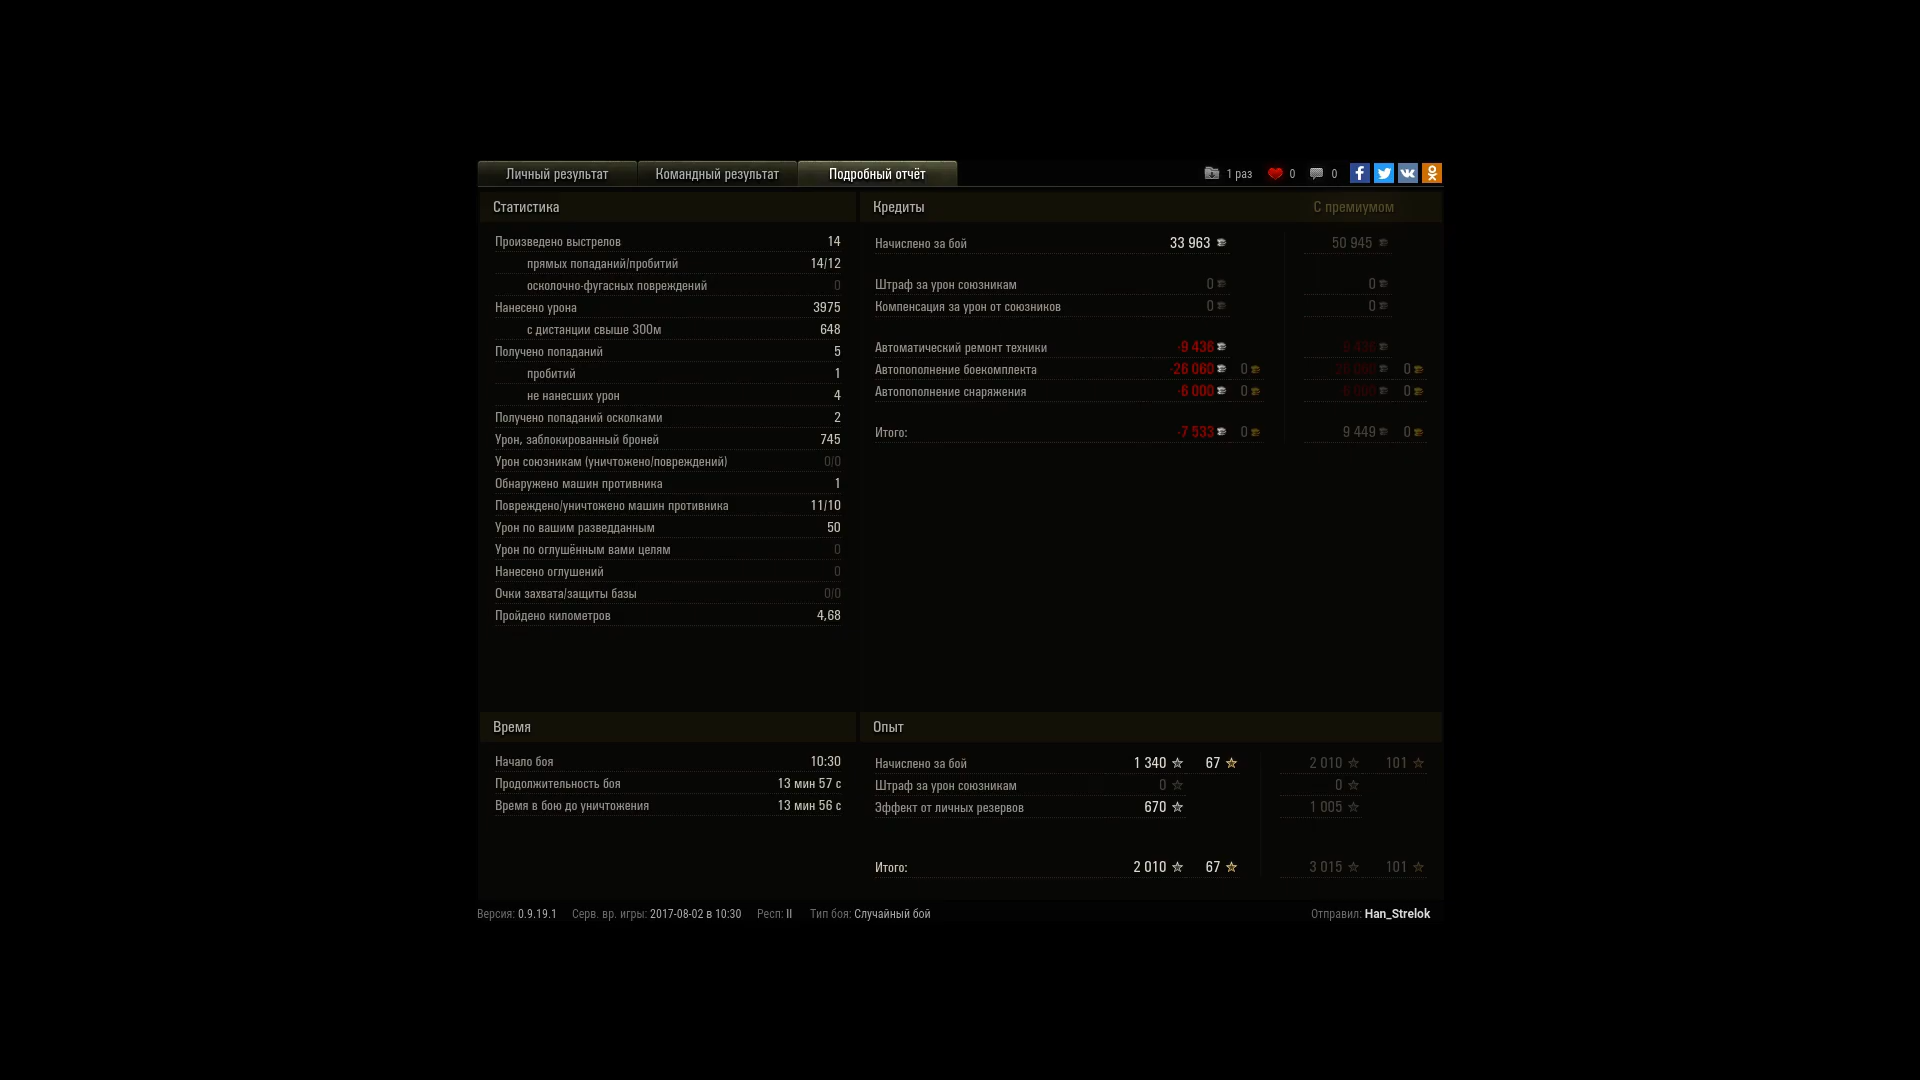 Личный результат Командный результат Подробный отчёт 1 раз 0 0
Статистика
Произведено выстрелов 14
прямых попаданий/пробитий 14/12
осколочно-фугасных повреждений 0
Нанесено урона 3975
с дистанции свыше 300м 648
Получено попаданий 5
пробитий 1
не нанесших урон 4
Получено попаданий осколками 2
Урон, заблокированный броней 745
Урон союзникам (уничтожено/повреждений) 0/0
Обнаружено машин противника 1
Повреждено/уничтожено машин противника 11/10
Урон по вашим разведданным 50
Урон по оглушённым вами целям 0
Нанесено оглушений 0
Очки захвата/защиты базы 0/0
Пройдено километров 4,68
Кредиты С премиумом
Начислено за бой 33 963 50 945
Штраф за урон союзникам 0 0
Компенсация за урон от союзников 0 0
Автоматический ремонт техники -9 436 -9 436
Автопополнение боекомплекта -26 060 0 -26 060 0
Автопополнение снаряжения -6 000 0 -6 000 0
Итого: -7 533 0 9 449 0
Время
Начало боя 10:30
Продолжительность боя 13 мин 57 с
Время в бою до уничтожения 13 мин 56 с
Опыт
Начислено за бой 1 340 67 2 010 101
Штраф за урон союзникам 0 0
Эффект от личных резервов 670 1 005
Итого: 2 010 67 3 015 101
Версия: 0.9.19.1 Серв. вр. игры: 2017-08-02 в 10:30 Респ: II Тип боя: Случайный бой Отправил: Han_Strelok